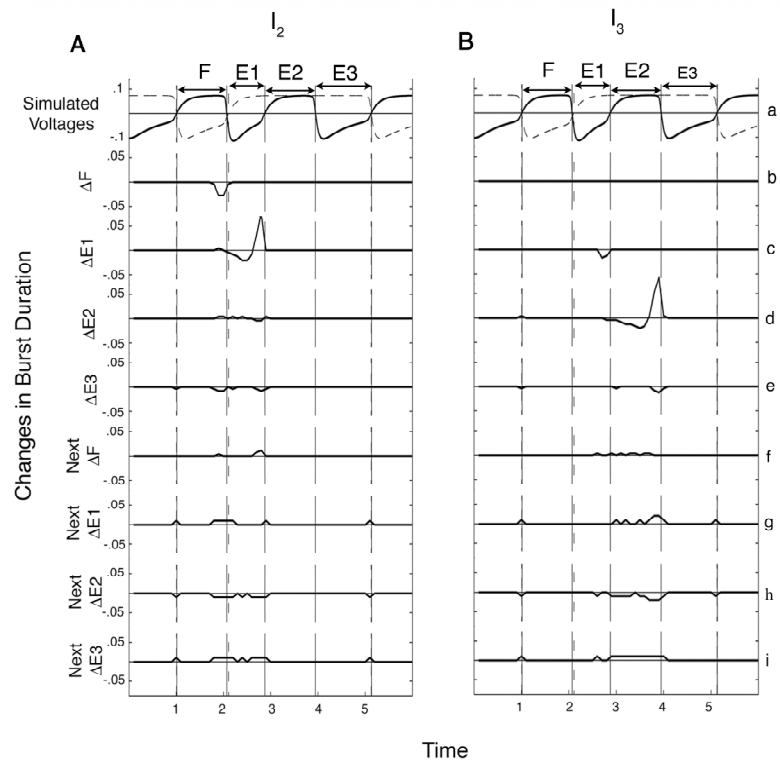 I2 I3
A B
F E1 E2 E3 F E1 E2 E3
Simulated Voltages
.1
-.1
a
Changes in Burst Duration
ΔF
.05
-.05
b
ΔE1
.05
-.05
c
ΔE2
.05
-.05
d
ΔE3
.05
-.05
e
Next ΔF
.05
-.05
f
Next ΔE1
.05
-.05
g
Next ΔE2
.05
-.05
h
Next ΔE3
.05
-.05
i
1 2 3 4 5 1 2 3 4 5
Time